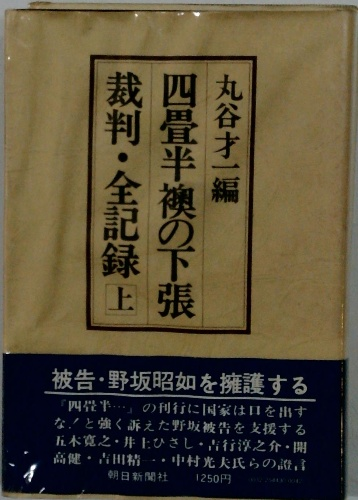 丸谷才一編
四畳半襖の下張
裁判・全記録 上
被告・野坂昭如を擁護する
『四畳半…』の刊行に国家は口を出す
な！と強く訴えた野坂被告を支援する
五木寛之・井上ひさし・吉行淳之介・開
高健・吉田精一・中村光夫氏らの證言
朝日新聞社 1250円